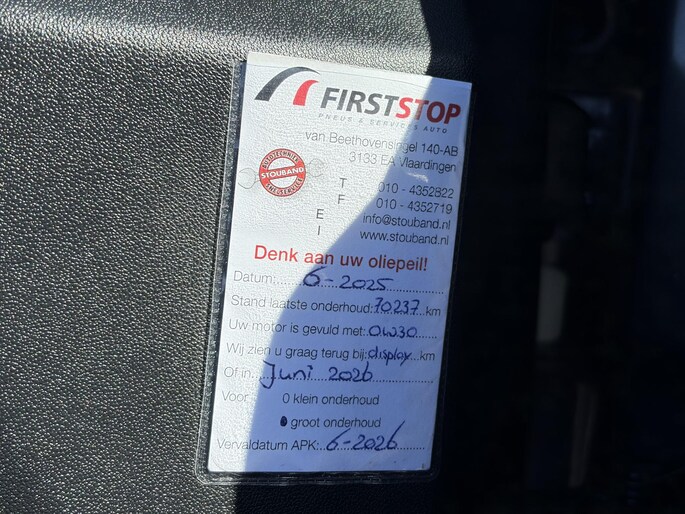 FIRSTSTOP
PNEUS & SERVICES AUTO
van Beethovensingel 140-AB
3133 EA Vlaardingen
AUTOTECHNIEK
STOUBAND
T 010 - 4352822
F 010 - 4352719
E info@stouband.nl
I www.stouband.nl
Denk aan uw oliepeil!
Datum: 6-2025
Stand laatste onderhoud: 70237 km
Uw motor is gevuld met: 0W30
Wij zien u graag terug bij: display km
Of in: Juni 2026
Voor 0 klein onderhoud
groot onderhoud
Vervaldatum APK: 6-2026